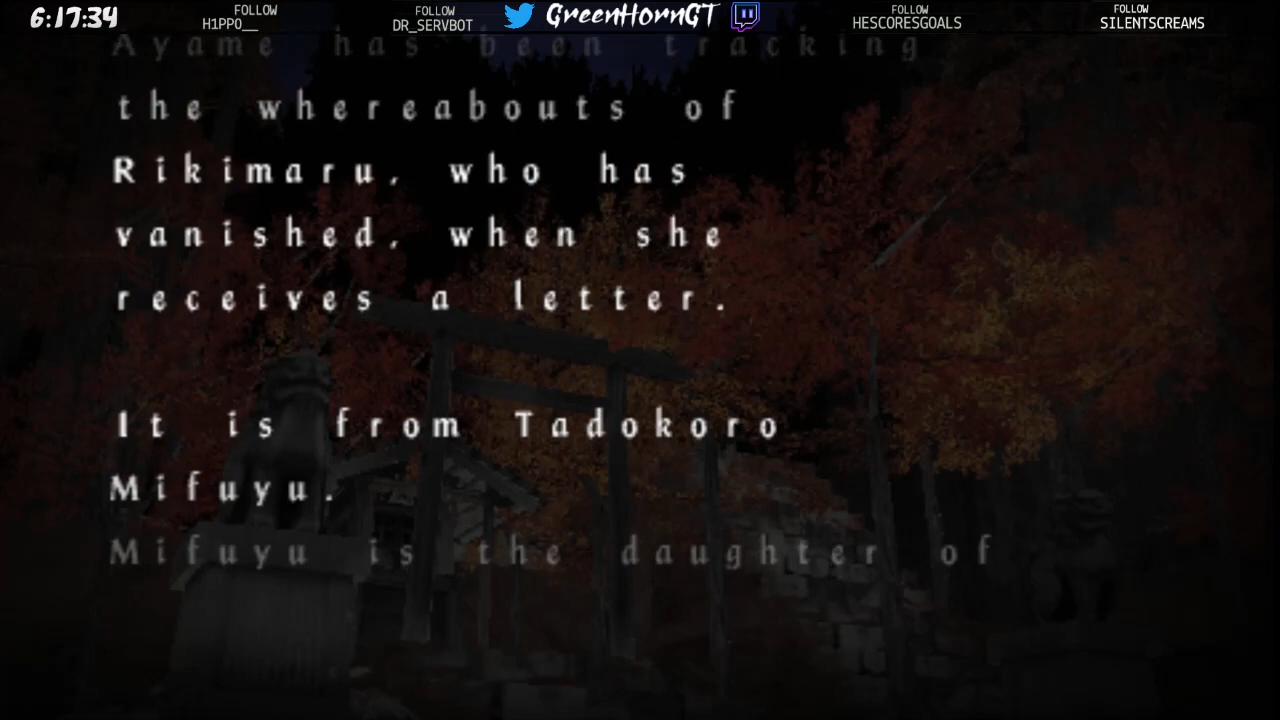 6:17:34
FOLLOW
H1PPO__
FOLLOW
DR_SERVBOT
GreenHornGT
FOLLOW
HESCORESGOALS
FOLLOW
SILENTSCREAMS
Ayame has been tracking
the whereabouts of
Rikimaru, who has
vanished, when she
receives a letter.
It is from Tadokoro
Mifuyu.
Mifuyu is the daughter of